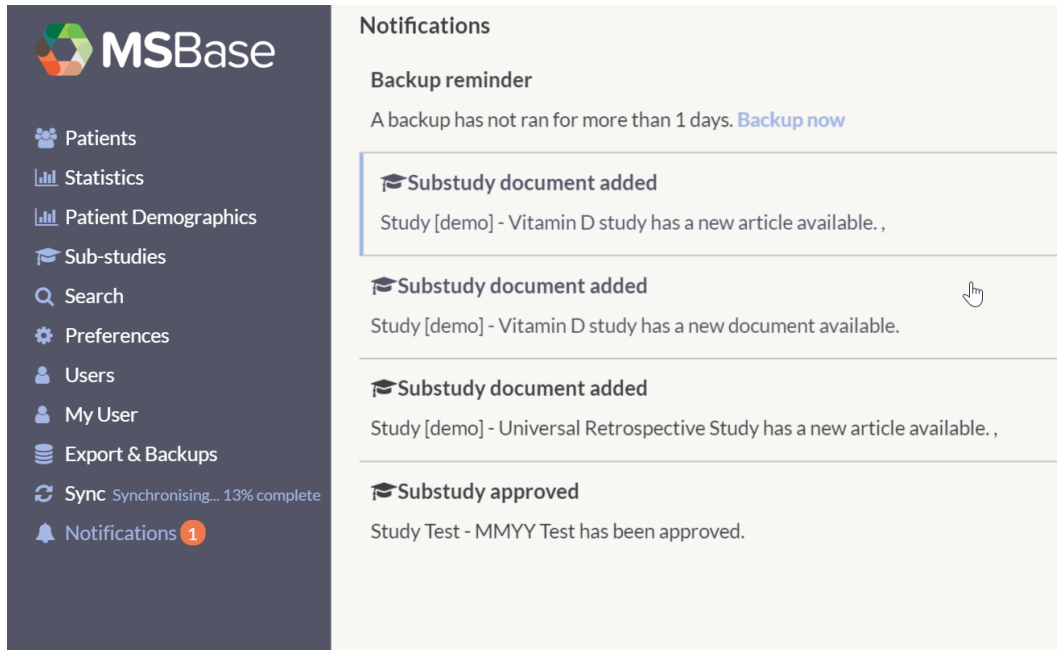 MSBase
Patients
Statistics
Patient Demographics
Sub-studies
Search
Preferences
Users
My User
Export & Backups
Sync Synchronising... 13% complete
Notifications 1
Notifications
Backup reminder
A backup has not ran for more than 1 days. Backup now
Substudy document added
Study [demo] - Vitamin D study has a new article available. ,
Substudy document added
Study [demo] - Vitamin D study has a new document available.
Substudy document added
Study [demo] - Universal Retrospective Study has a new article available. ,
Substudy approved
Study Test - MMYY Test has been approved.